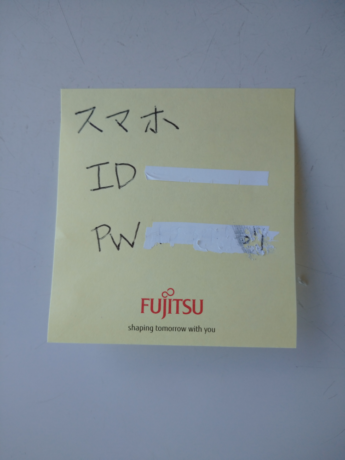 スマホ
ID
PW
FUJITSU
shaping tomorrow with you